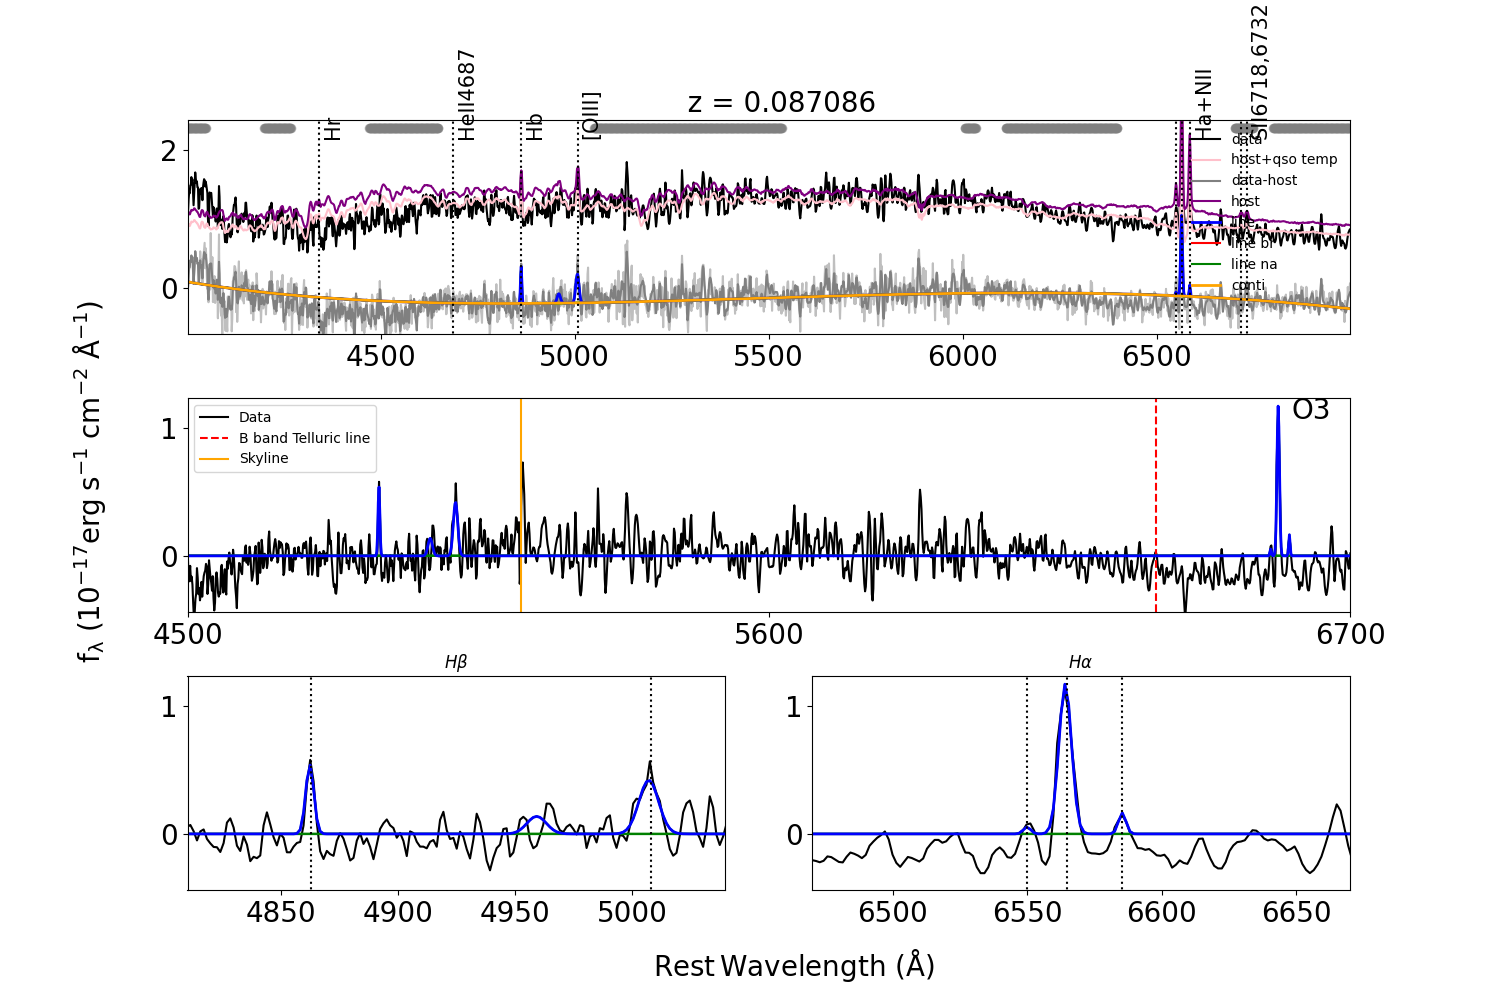 Hr
HeII4687
Hb
[OIII]
Ha+NII
SII6718,6732
z = 0.087086
2
0
data
host+qso temp
data-host
host
line
line br
line na
conti
4500
5000
5500
6000
6500
fλ (10−17erg s−1 cm−2 Å−1)
1
0
Data
B band Telluric line
Skyline
O3
4500
5600
6700
Hβ
1
0
4850
4900
4950
5000
Hα
1
0
6500
6550
6600
6650
Rest Wavelength (Å)